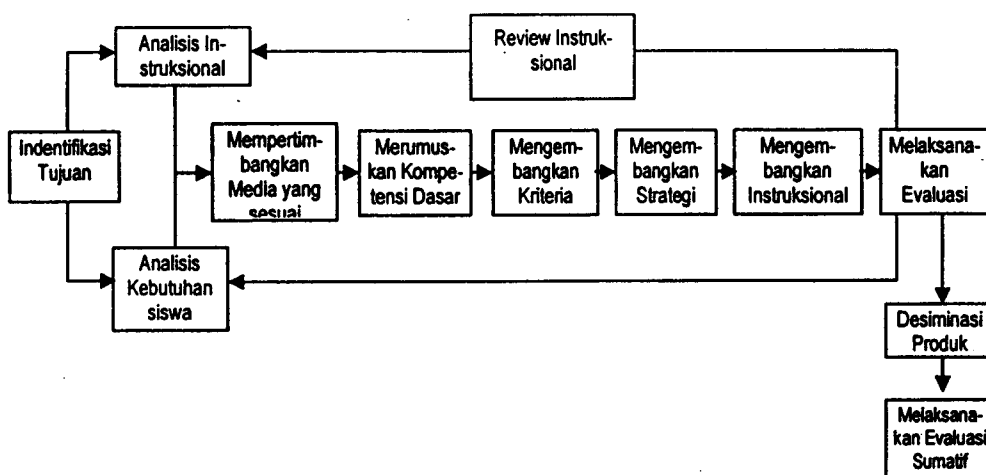 Analisis In-
struksional
Review Instruk-
sional
Indentifikasi
Tujuan
Mempertim-
bangkan
Media yang
sesuai
Merumus-
kan Kompe-
tensi Dasar
Mengem-
bangkan
Kriteria
Mengem-
bangkan
Strategi
Mengem-
bangkan
Instruksional
Melaksana-
kan
Evaluasi
Analisis
Kebutuhan
siswa
Desiminasi
Produk
Melaksana-
kan Evaluasi
Sumatif